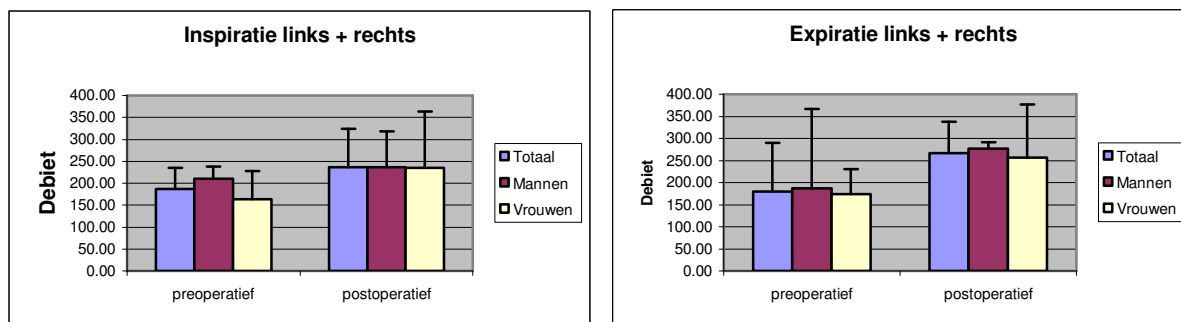 Inspiratie links + rechts
400.00
350.00
300.00
250.00
200.00
150.00
100.00
50.00
0.00
Debiet
preoperatief
postoperatief
Totaal
Mannen
Vrouwen
Expiratie links + rechts
400.00
350.00
300.00
250.00
200.00
150.00
100.00
50.00
0.00
Debiet
preoperatief
postoperatief
Totaal
Mannen
Vrouwen